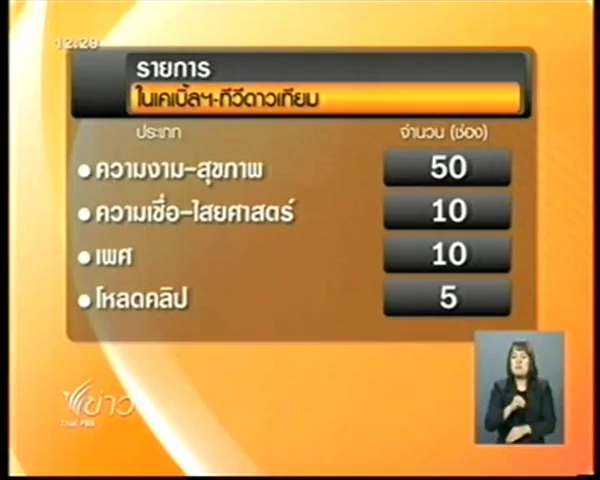 12:29
รายการ
ในเคเบิ้ลฯ-ทีวีดาวเทียม
ประเภท จำนวน (ช่อง)
ความงาม-สุขภาพ 50
ความเชื่อ-ไสยศาสตร์ 10
เพศ 10
โหลดคลิป 5
ข่าว
Thai PBS